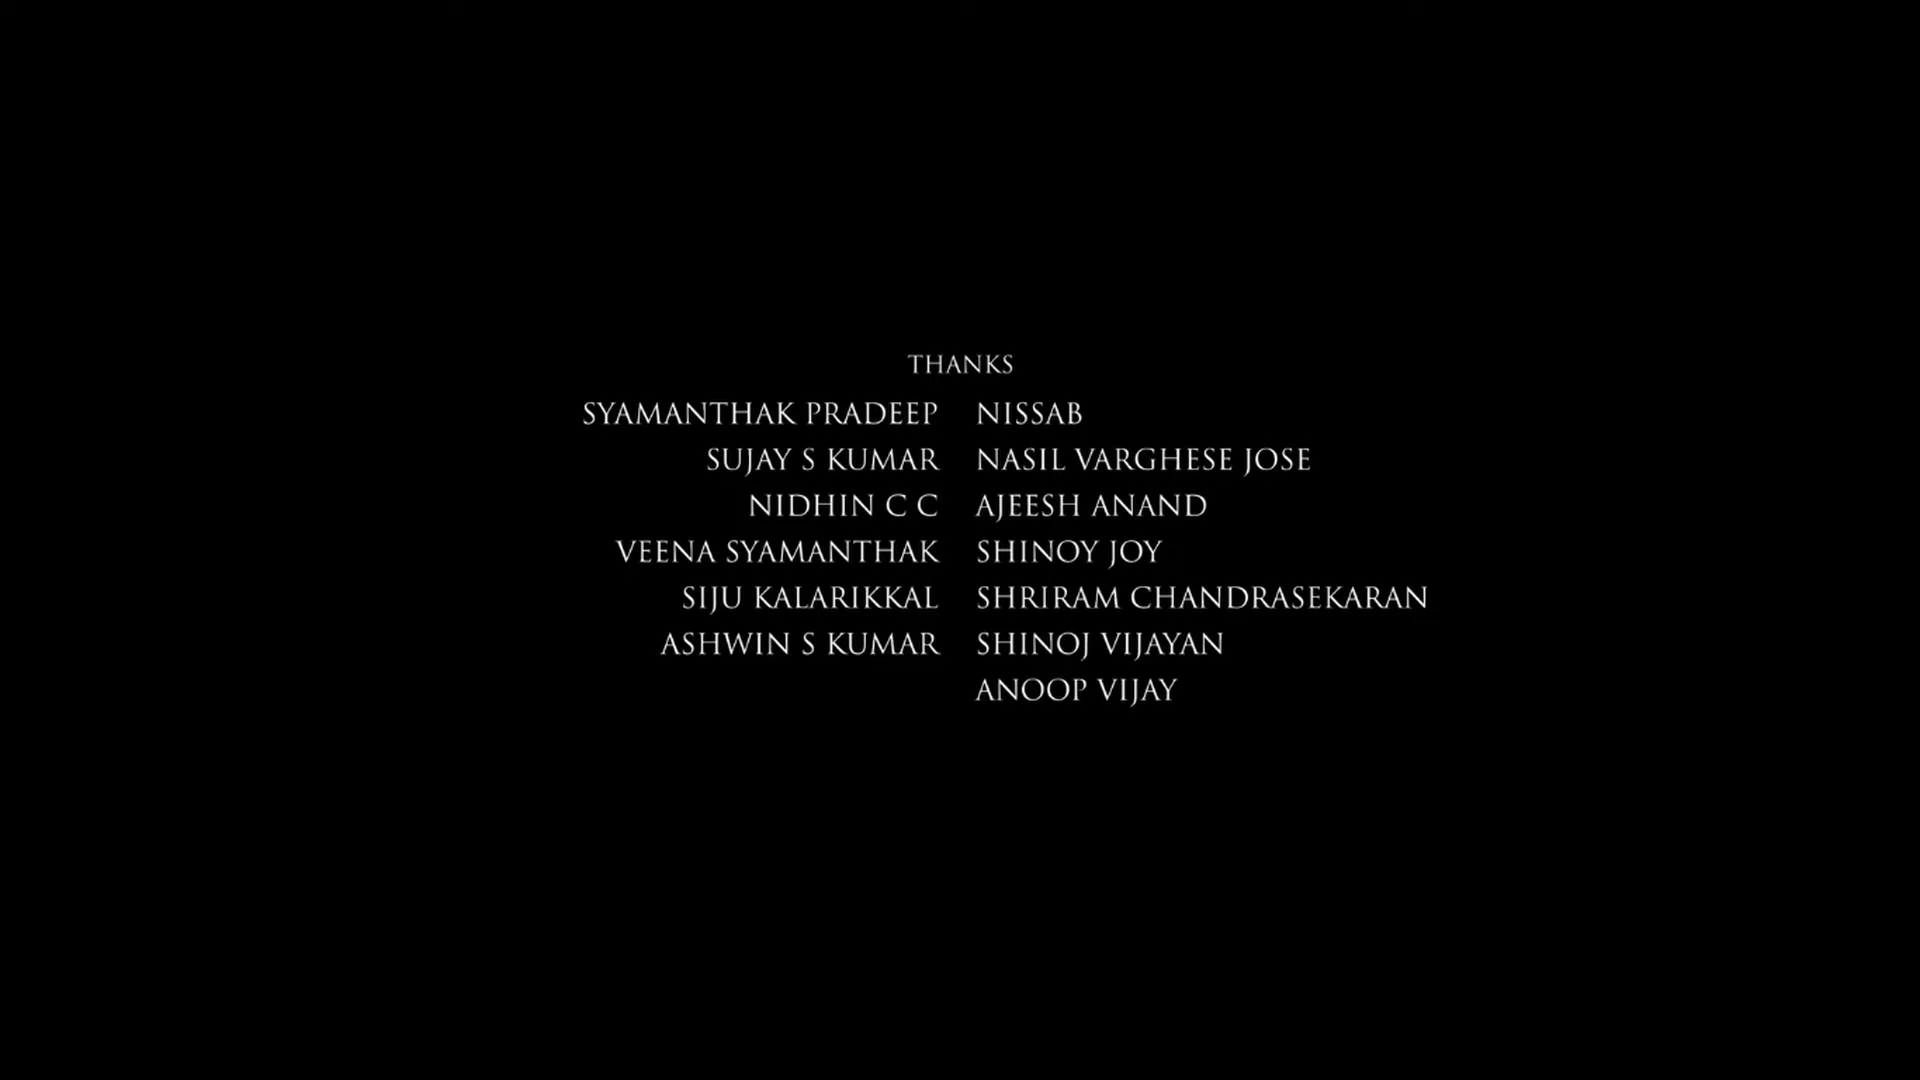 THANKS
SYAMANTHAK PRADEEP NISSAB
SUJAY S KUMAR NASIL VARGHESE JOSE
NIDHIN C C AJEESH ANAND
VEENA SYAMANTHAK SHINOY JOY
SIJU KALARIKKAL SHRIRAM CHANDRASEKARAN
ASHWIN S KUMAR SHINOJ VIJAYAN
ANOOP VIJAY